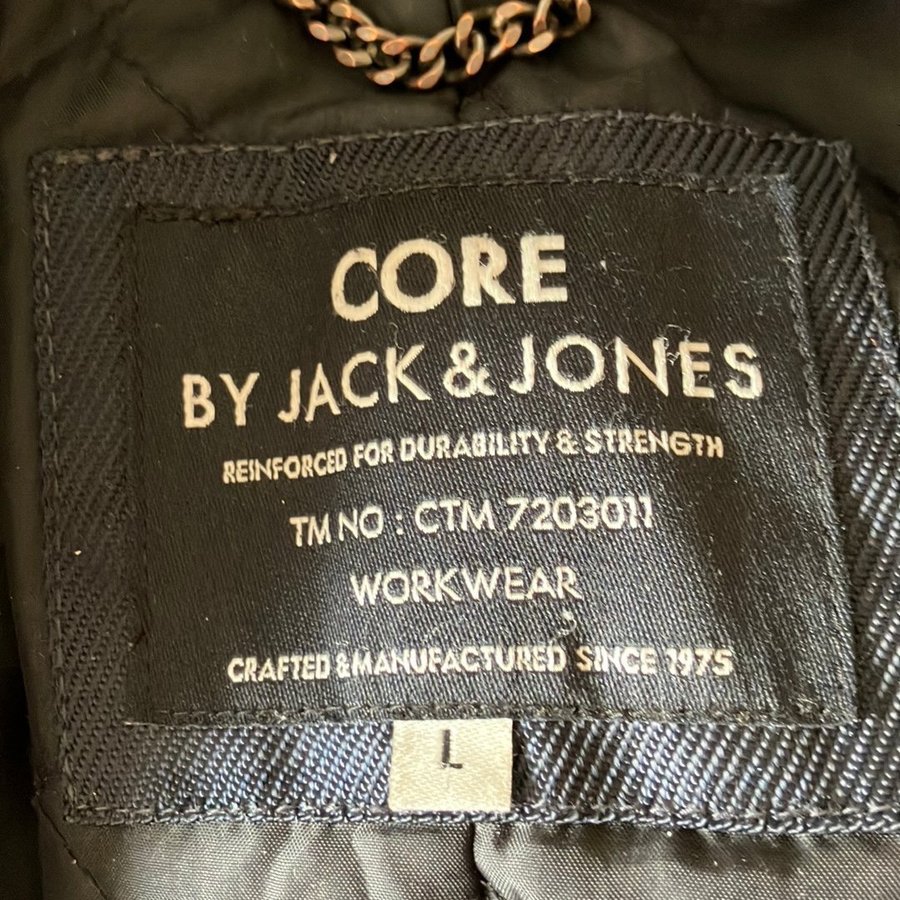 CORE
BY JACK & JONES
REINFORCED FOR DURABILITY & STRENGTH
TM NO : CTM 7203011
WORKWEAR
CRAFTED & MANUFACTURED SINCE 1975
L